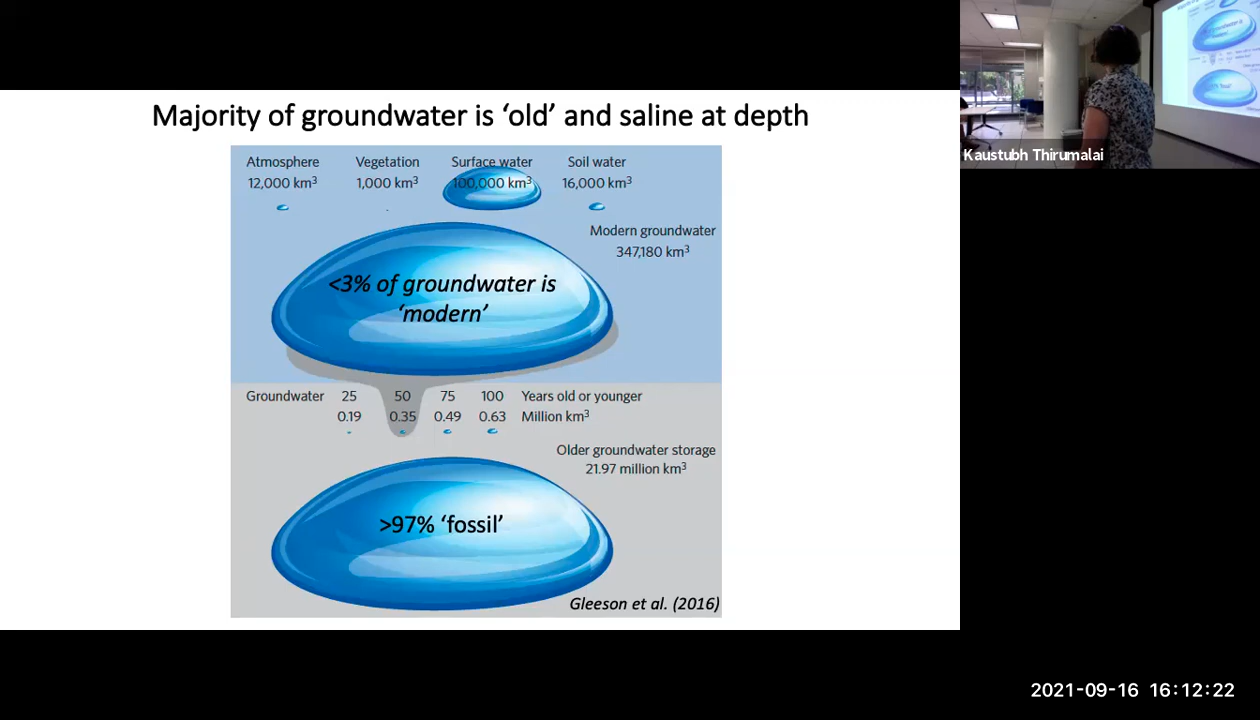 Majority of groundwater is ‘old’ and saline at depth
Atmosphere
12,000 km³
Vegetation
1,000 km³
Surface water
100,000 km³
Soil water
16,000 km³
Modern groundwater
347,180 km³
<3% of groundwater is
‘modern’
Groundwater 25 50 75 100 Years old or younger
0.19 0.35 0.49 0.63 Million km³
Older groundwater storage
21.97 million km³
>97% ‘fossil’
Gleeson et al. (2016)
Kaustubh Thirumalai
2021-09-16 16:12:22